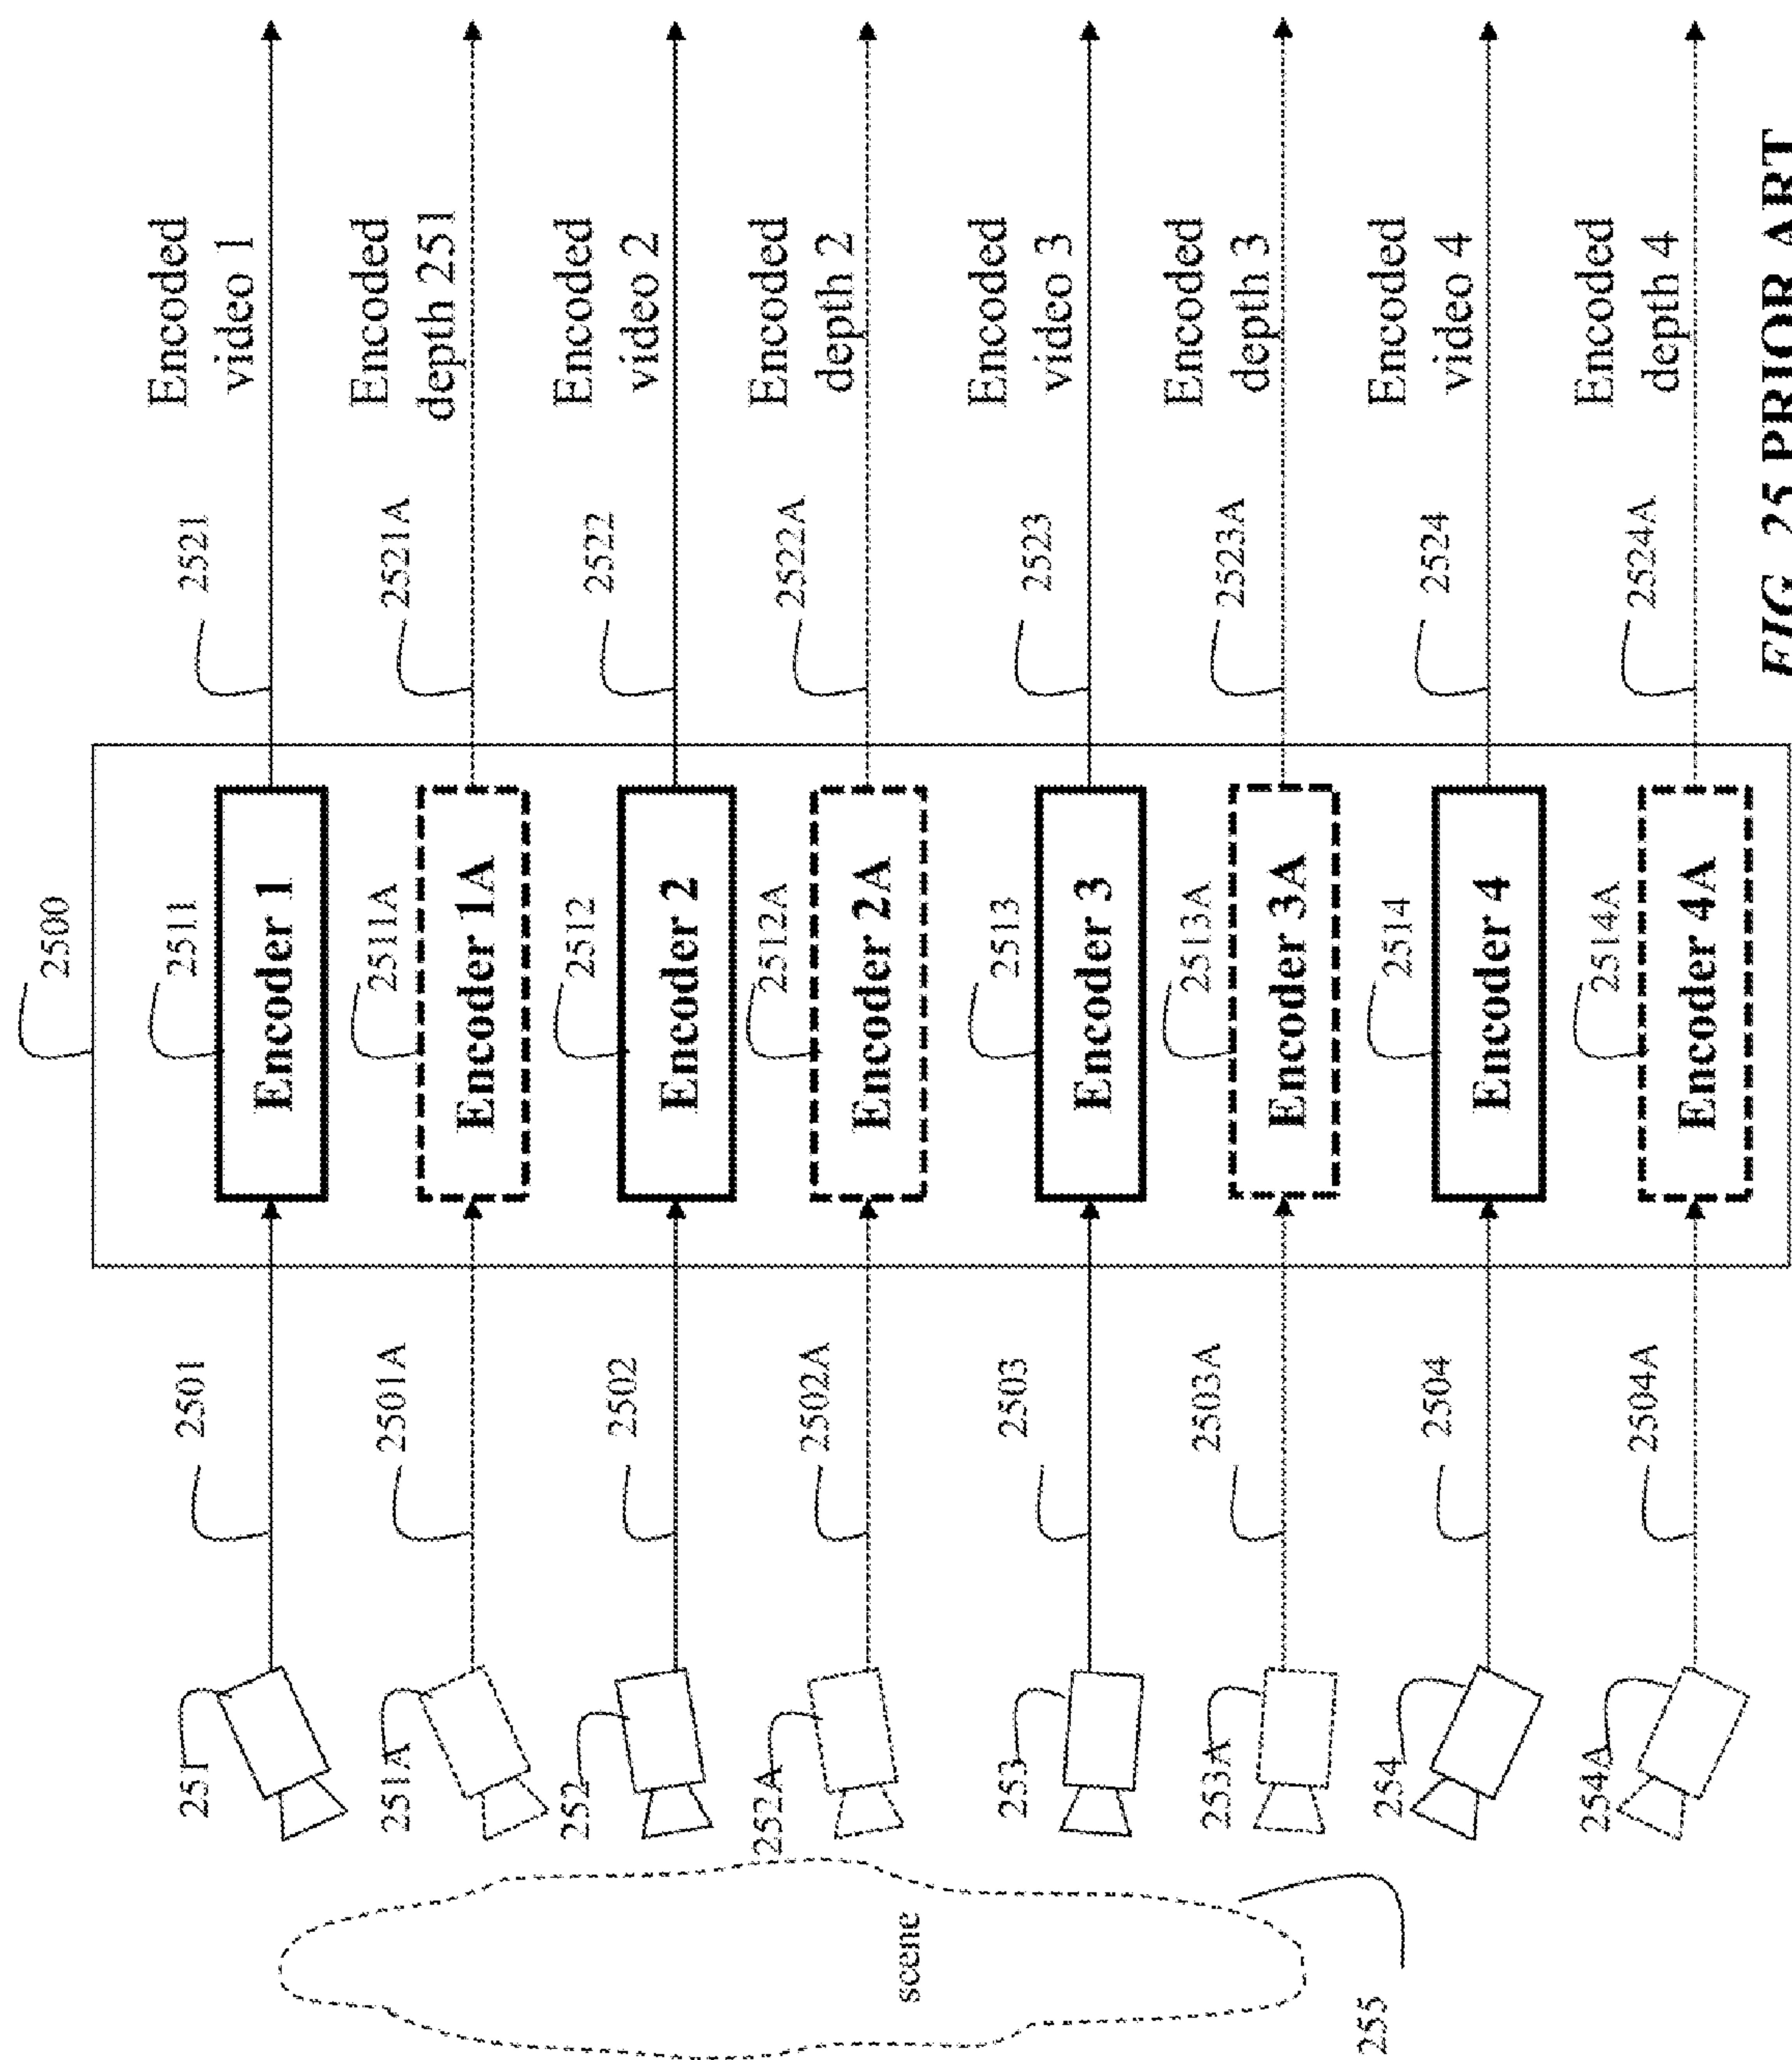 2500
251
2501
2511
Encoder 1
2521
Encoded
video 1
251A
2501A
2511A
Encoder 1A
2521A
Encoded
depth 251
252
2502
2512
Encoder 2
2522
Encoded
video 2
252A
2502A
2512A
Encoder 2A
2522A
Encoded
depth 2
scene
253
2503
2513
Encoder 3
2523
Encoded
video 3
253A
2503A
2513A
Encoder 3A
2523A
Encoded
depth 3
254
2504
2514
Encoder 4
2524
Encoded
video 4
255
254A
2504A
2514A
Encoder 4A
2524A
Encoded
depth 4
FIG. 25 PRIOR ART